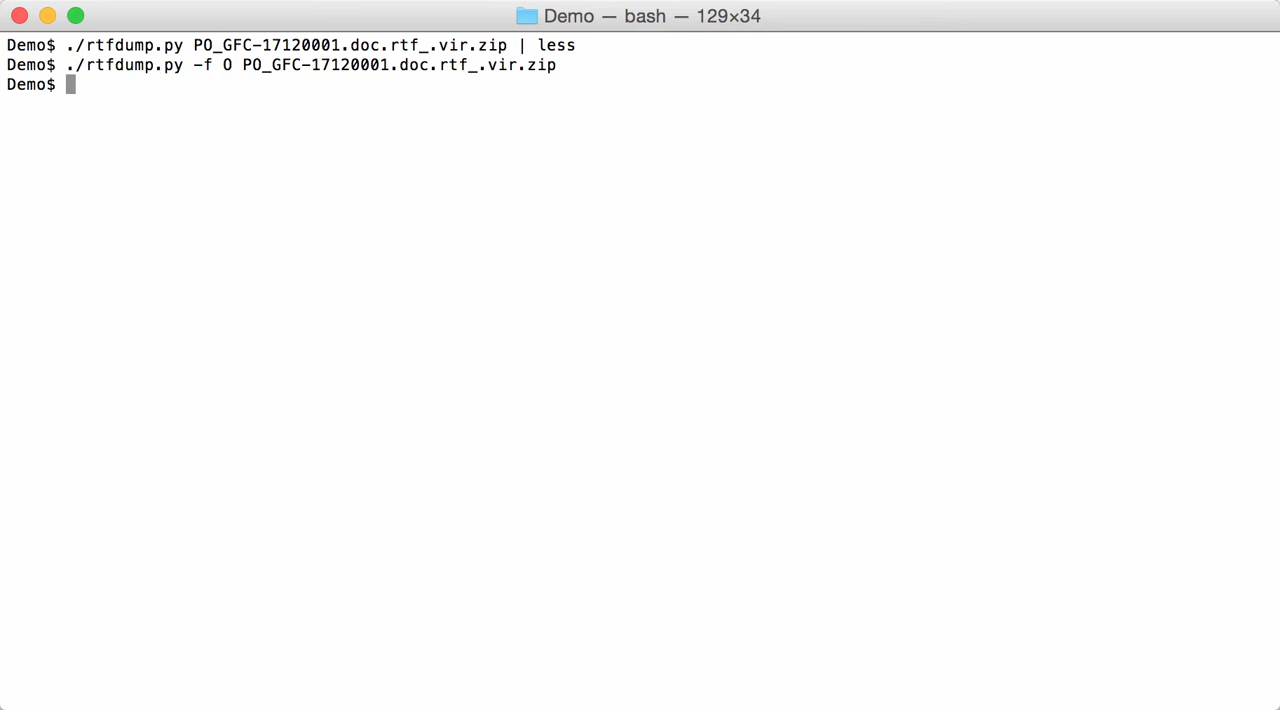 Demo — bash — 129×34
Demo$ ./rtfdump.py PO_GFC-17120001.doc.rtf_.vir.zip | less
Demo$ ./rtfdump.py -f O PO_GFC-17120001.doc.rtf_.vir.zip
Demo$